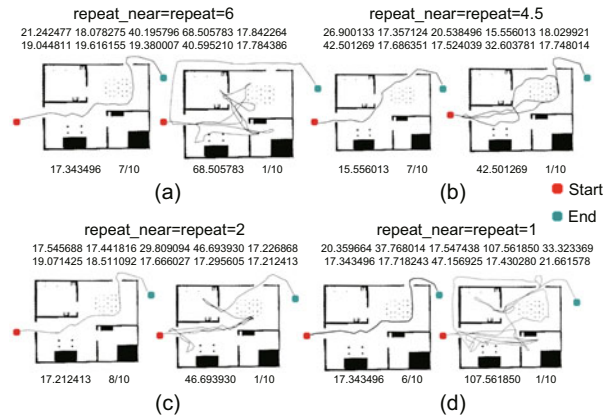 repeat_near=repeat=6
21.242477 18.078275 40.195796 68.505783 17.842264
19.044811 19.616155 19.380007 40.595210 17.784386
17.343496 7/10 68.505783 1/10
(a)
repeat_near=repeat=4.5
26.900133 17.357124 20.538496 15.556013 18.029921
42.501269 17.686351 17.524039 32.603781 17.748014
15.556013 7/10 42.501269 1/10
(b)
Start
End
repeat_near=repeat=2
17.545688 17.441816 29.809094 46.693930 17.226868
19.071425 18.511092 17.666027 17.295605 17.212413
17.212413 8/10 46.693930 1/10
(c)
repeat_near=repeat=1
20.359664 37.768014 17.547438 107.561850 33.323369
17.343496 17.718243 47.156925 17.430280 21.661578
17.343496 6/10 107.561850 1/10
(d)